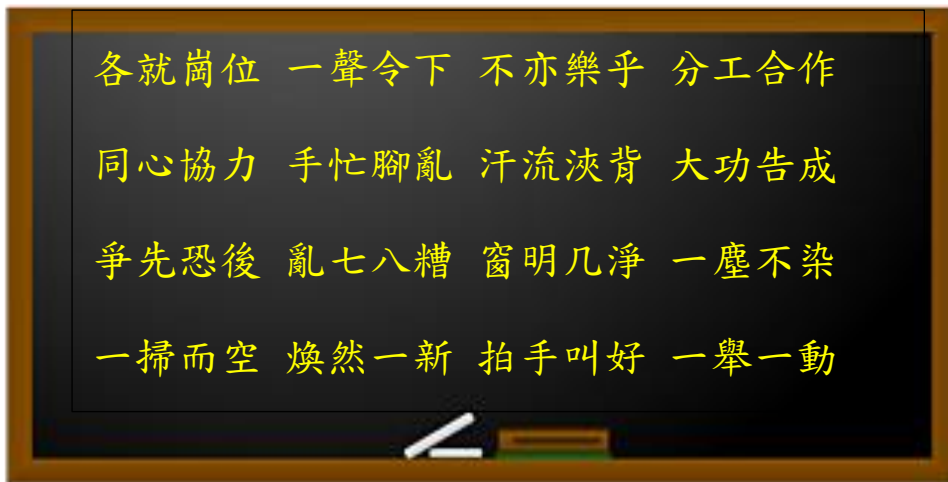 各就崗位 一聲令下 不亦樂乎 分工合作
同心協力 手忙腳亂 汗流浹背 大功告成
爭先恐後 亂七八糟 窗明几淨 一塵不染
一掃而空 煥然一新 拍手叫好 一舉一動